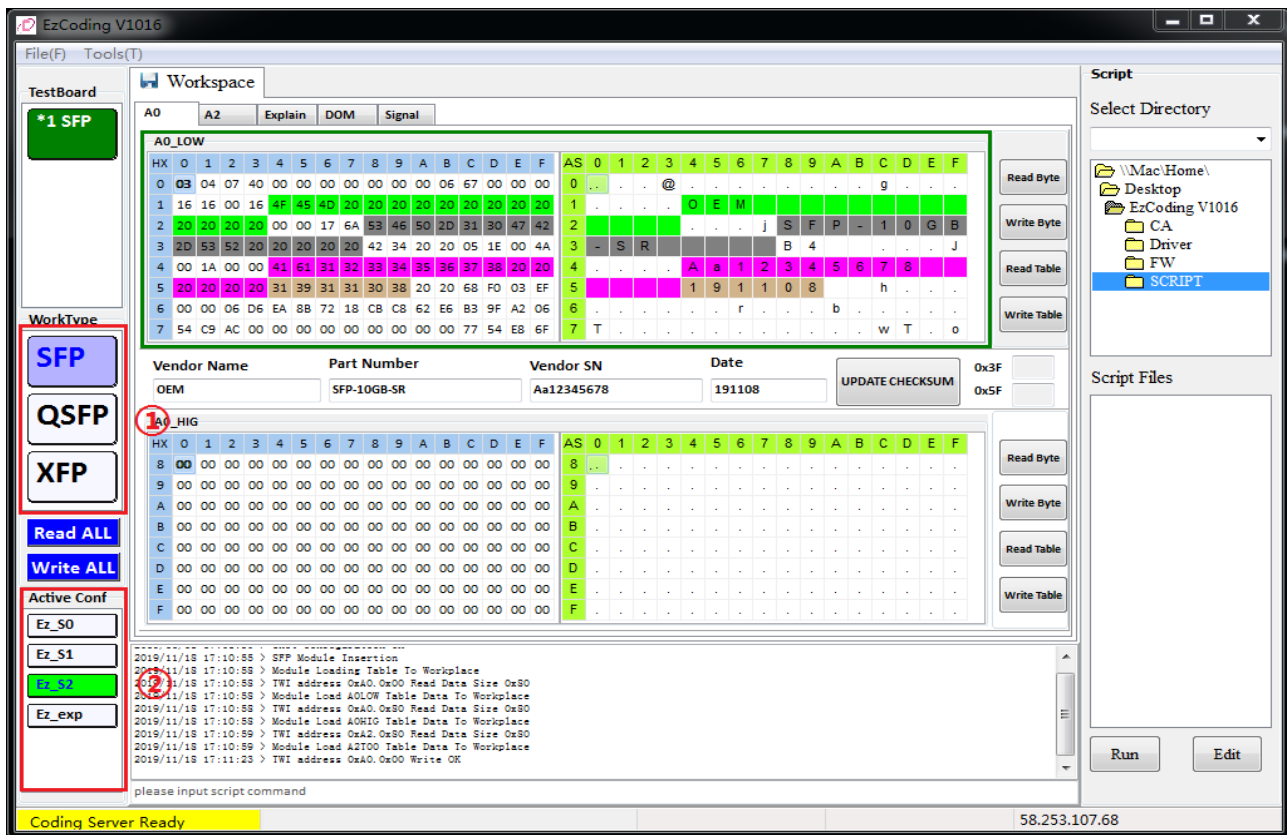 EzCoding V1016
File(F) Tools(T)
TestBoard
*1 SFP
WorkType
SFP
QSFP
XFP
Read ALL
Write ALL
Active Conf
Ez_S0
Ez_S1
Ez_S2
Ez_exp
①
②
Workspace
A0 A2 Explain DOM Signal
A0_LOW
HX 0 1 2 3 4 5 6 7 8 9 A B C D E F AS 0 1 2 3 4 5 6 7 8 9 A B C D E F
0 03 04 07 40 00 00 00 00 00 00 00 06 67 00 00 00 0 .. . . @ . . . . . . . . g . . .
1 16 16 00 16 4F 45 4D 20 20 20 20 20 20 20 20 20 1 . . . . O E M
2 20 20 20 20 00 00 17 6A 53 46 50 2D 31 30 47 42 2 . . . j S F P - 1 0 G B
3 2D 53 52 20 20 20 20 20 42 34 20 20 05 1E 00 4A 3 - S R B 4 . . . J
4 00 1A 00 00 41 61 31 32 33 34 35 36 37 38 20 20 4 . . . . A a 1 2 3 4 5 6 7 8
5 20 20 20 20 31 39 31 31 30 38 20 20 68 F0 03 EF 5 1 9 1 1 0 8 h . . .
6 00 00 06 D6 EA 8B 72 18 CB C8 62 E6 B3 9F A2 06 6 . . . . . . r . . . b . . . . .
7 54 C9 AC 00 00 00 00 00 00 00 00 00 77 54 E8 6F 7 T . . . . . . . . . . . w T . o
Read Byte
Write Byte
Read Table
Write Table
Vendor Name Part Number Vendor SN Date
OEM SFP-10GB-SR Aa12345678 191108
UPDATE CHECKSUM
0x3F
0x5F
A0_HIG
HX 0 1 2 3 4 5 6 7 8 9 A B C D E F AS 0 1 2 3 4 5 6 7 8 9 A B C D E F
8 00 00 00 00 00 00 00 00 00 00 00 00 00 00 00 00 8 .. . . . . . . . . . . . . . . .
9 00 00 00 00 00 00 00 00 00 00 00 00 00 00 00 00 9 . . . . . . . . . . . . . . . .
A 00 00 00 00 00 00 00 00 00 00 00 00 00 00 00 00 A . . . . . . . . . . . . . . . .
B 00 00 00 00 00 00 00 00 00 00 00 00 00 00 00 00 B . . . . . . . . . . . . . . . .
C 00 00 00 00 00 00 00 00 00 00 00 00 00 00 00 00 C . . . . . . . . . . . . . . . .
D 00 00 00 00 00 00 00 00 00 00 00 00 00 00 00 00 D . . . . . . . . . . . . . . . .
E 00 00 00 00 00 00 00 00 00 00 00 00 00 00 00 00 E . . . . . . . . . . . . . . . .
F 00 00 00 00 00 00 00 00 00 00 00 00 00 00 00 00 F . . . . . . . . . . . . . . . .
Read Byte
Write Byte
Read Table
Write Table
2019/11/18 17:10:55 > SFP Module Insertion
2019/11/18 17:10:58 > Module Loading Table To Workplace
2019/11/18 17:10:58 > TWI address 0xA0.0x00 Read Data Size 0x80
2019/11/18 17:10:58 > Module Load A0LOW Table Data To Workplace
2019/11/18 17:10:58 > TWI address 0xA0.0x80 Read Data Size 0x80
2019/11/18 17:10:58 > Module Load A0HIG Table Data To Workplace
2019/11/18 17:10:59 > TWI address 0xA2.0x80 Read Data Size 0x80
2019/11/18 17:10:59 > Module Load A2T00 Table Data To Workplace
2019/11/18 17:11:23 > TWI address 0xA0.0x00 Write OK
please input script command
Script
Select Directory
\\Mac\Home\
Desktop
EzCoding V1016
CA
Driver
FW
SCRIPT
Script Files
Run Edit
Coding Server Ready
58.253.107.68